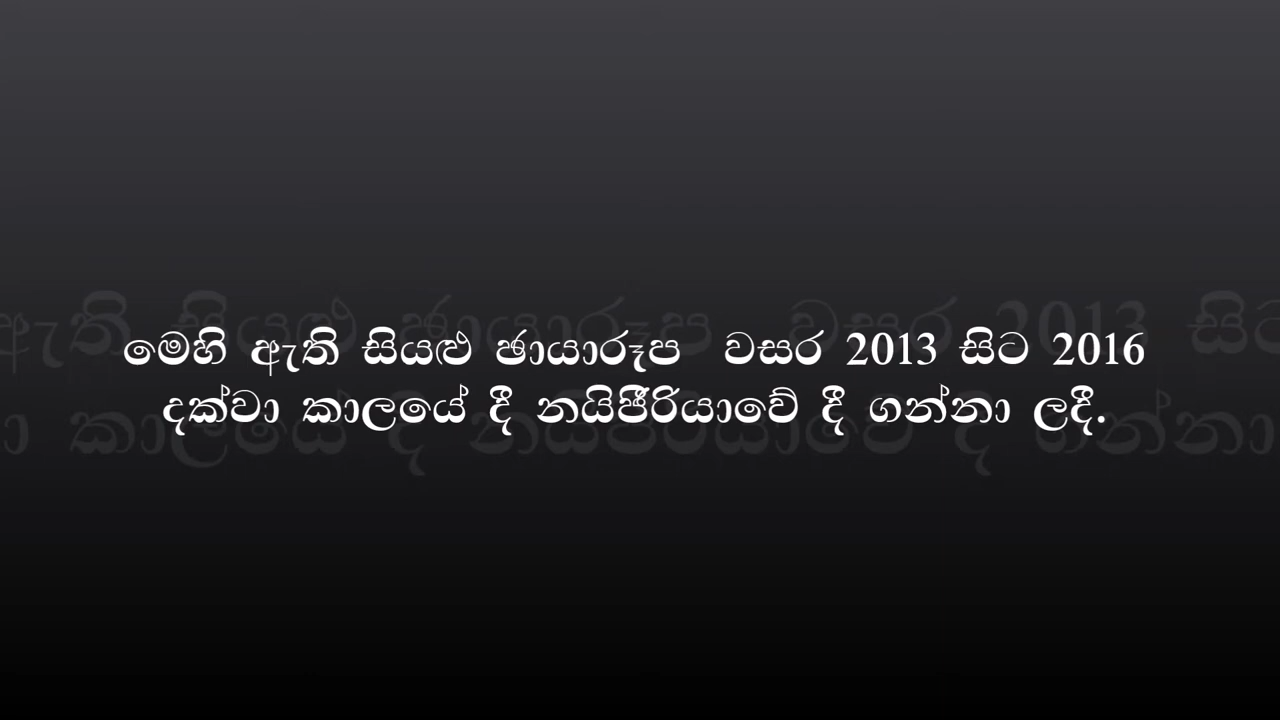 මෙහි ඇති සියළු ඡායාරූප වසර 2013 සිට 2016
දක්වා කාලයේ දී නයිජීරියාවේ දී ගන්නා ලදී.